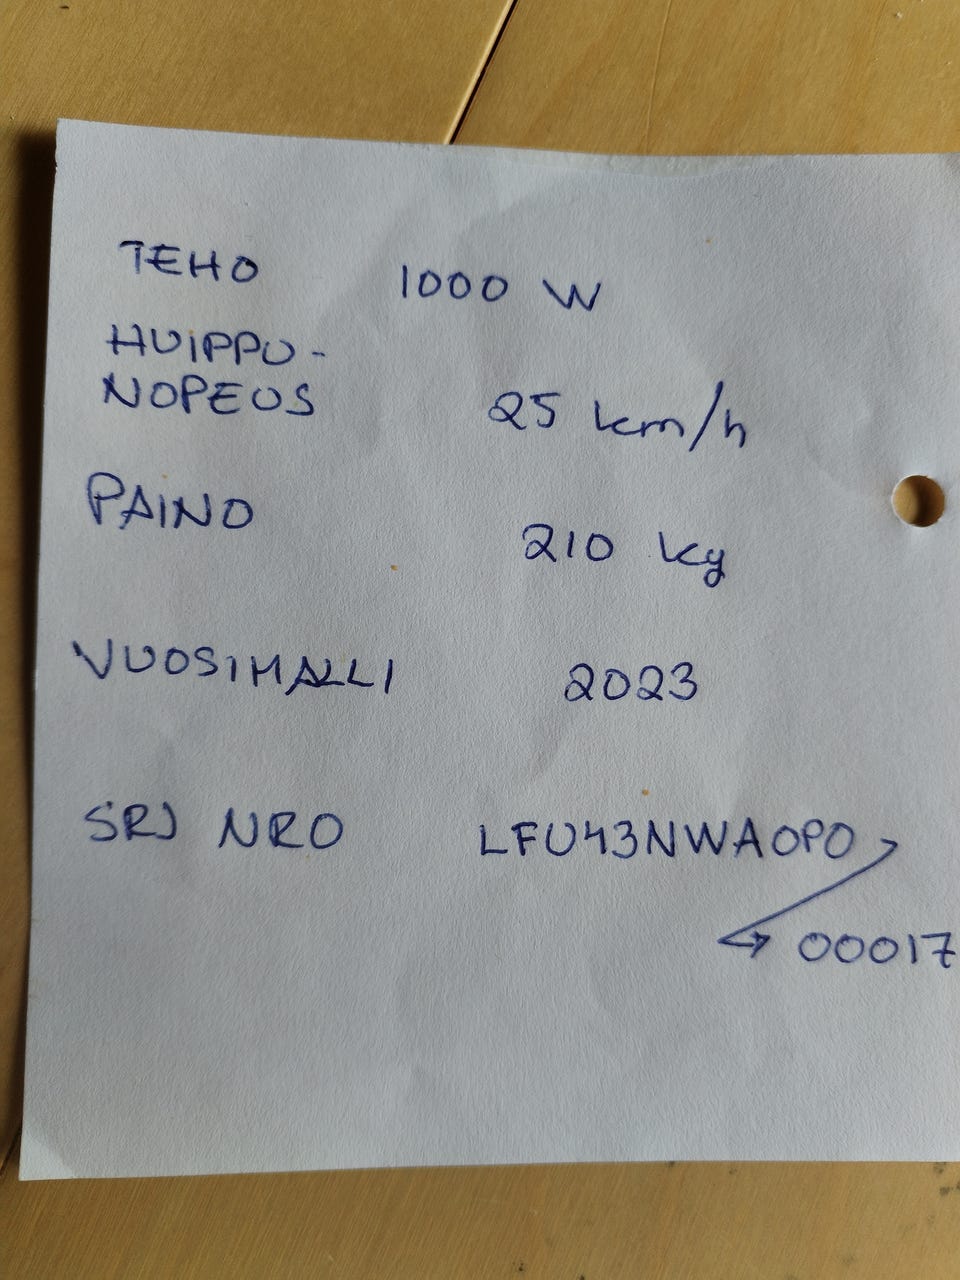 TEHO 1000 W
HUIPPU-
NOPEUS 25 km/h
PAINO 210 kg
VUOSIMALLI 2023
SRJ NRO LFU43NWA0P0
00017